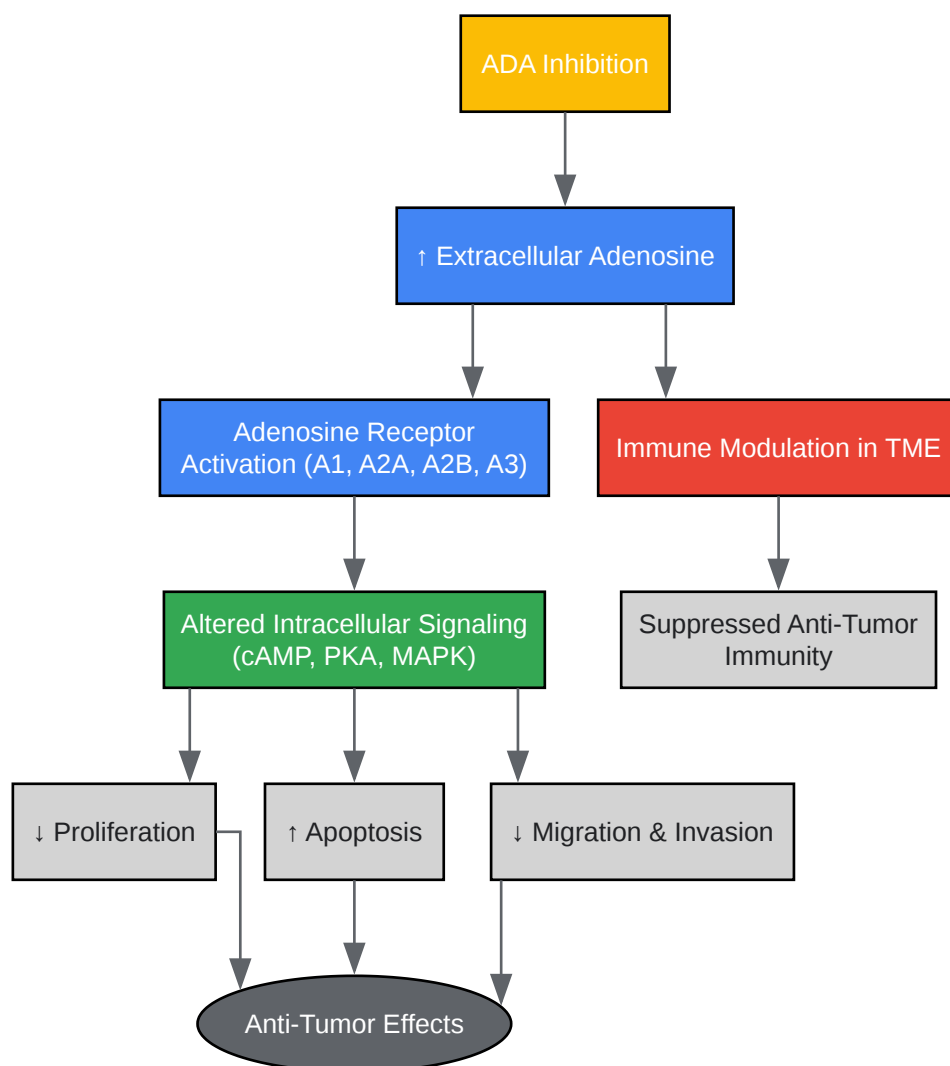 ADA Inhibition
↑ Extracellular Adenosine
Adenosine Receptor
Activation (A1, A2A, A2B, A3)
Immune Modulation in TME
Altered Intracellular Signaling
(cAMP, PKA, MAPK)
Suppressed Anti-Tumor
Immunity
↓ Proliferation
↑ Apoptosis
↓ Migration & Invasion
Anti-Tumor Effects